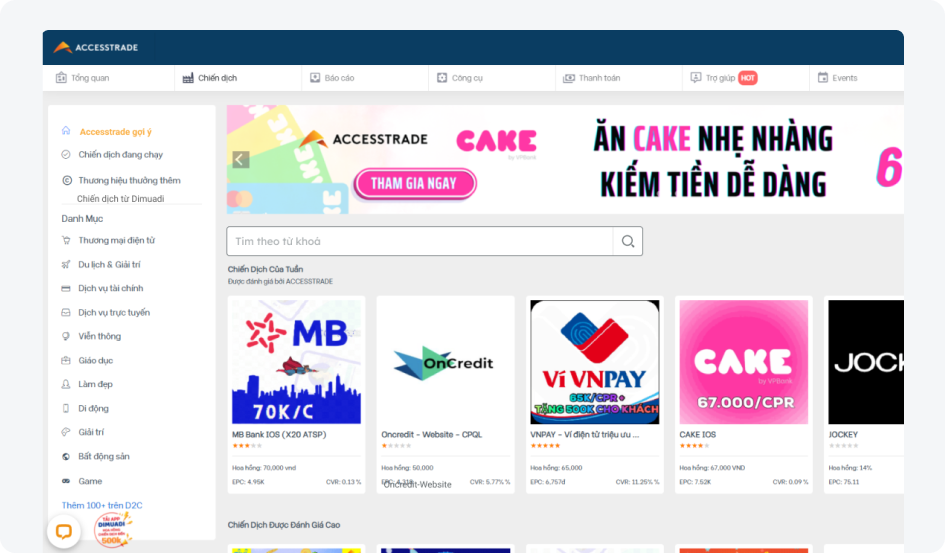 ACCESSTRADE
Tổng quan
Chiến dịch
Báo cáo
Công cụ
Thanh toán
Trợ giúp HOT
Events
Accesstrade gợi ý
Chiến dịch đang chạy
Thương hiệu thưởng thêm
Chiến dịch từ Dimuadi
Danh Mục
Thương mại điện tử
Du lịch & Giải trí
Dịch vụ tài chính
Dịch vụ trực tuyến
Viễn thông
Giáo dục
Làm đẹp
Di động
Giải trí
Bất động sản
Game
Thêm 100+ trên D2C
TẢI APP
DIMUADI
500k
ACCESSTRADE
CAKE
by VPBank
THAM GIA NGAY
ĂN CAKE NHẸ NHÀNG
KIẾM TIỀN DỄ DÀNG
6
Tìm theo từ khoá
Chiến Dịch Của Tuần
Được đánh giá bởi ACCESSTRADE
MB
70K/C
MB Bank IOS (X20 ATSP)
Hoa hồng: 70,000 vnd
EPC: 4.95K
CVR: 0.13 %
OnCredit
Oncredit - Website - CPQL
Hoa hồng: 50,000
CVR: 5.77% %
Oncredit-Website
VÍ VNPAY
65K/CPR +
TẶNG 500K CHO KHÁCH
VNPAY - Ví điện tử triệu ưu ...
Hoa hồng: 65,000
EPC: 6,757đ
CVR: 11.25% %
CAKE
by VPBank
67.000/CPR
CAKE IOS
Hoa hồng: 67,000 VND
EPC: 7.52K
CVR: 0.09 %
JOCK
JOCKEY
Hoa hồng: 14%
EPC: 75.11
Chiến Dịch Được Đánh Giá Cao